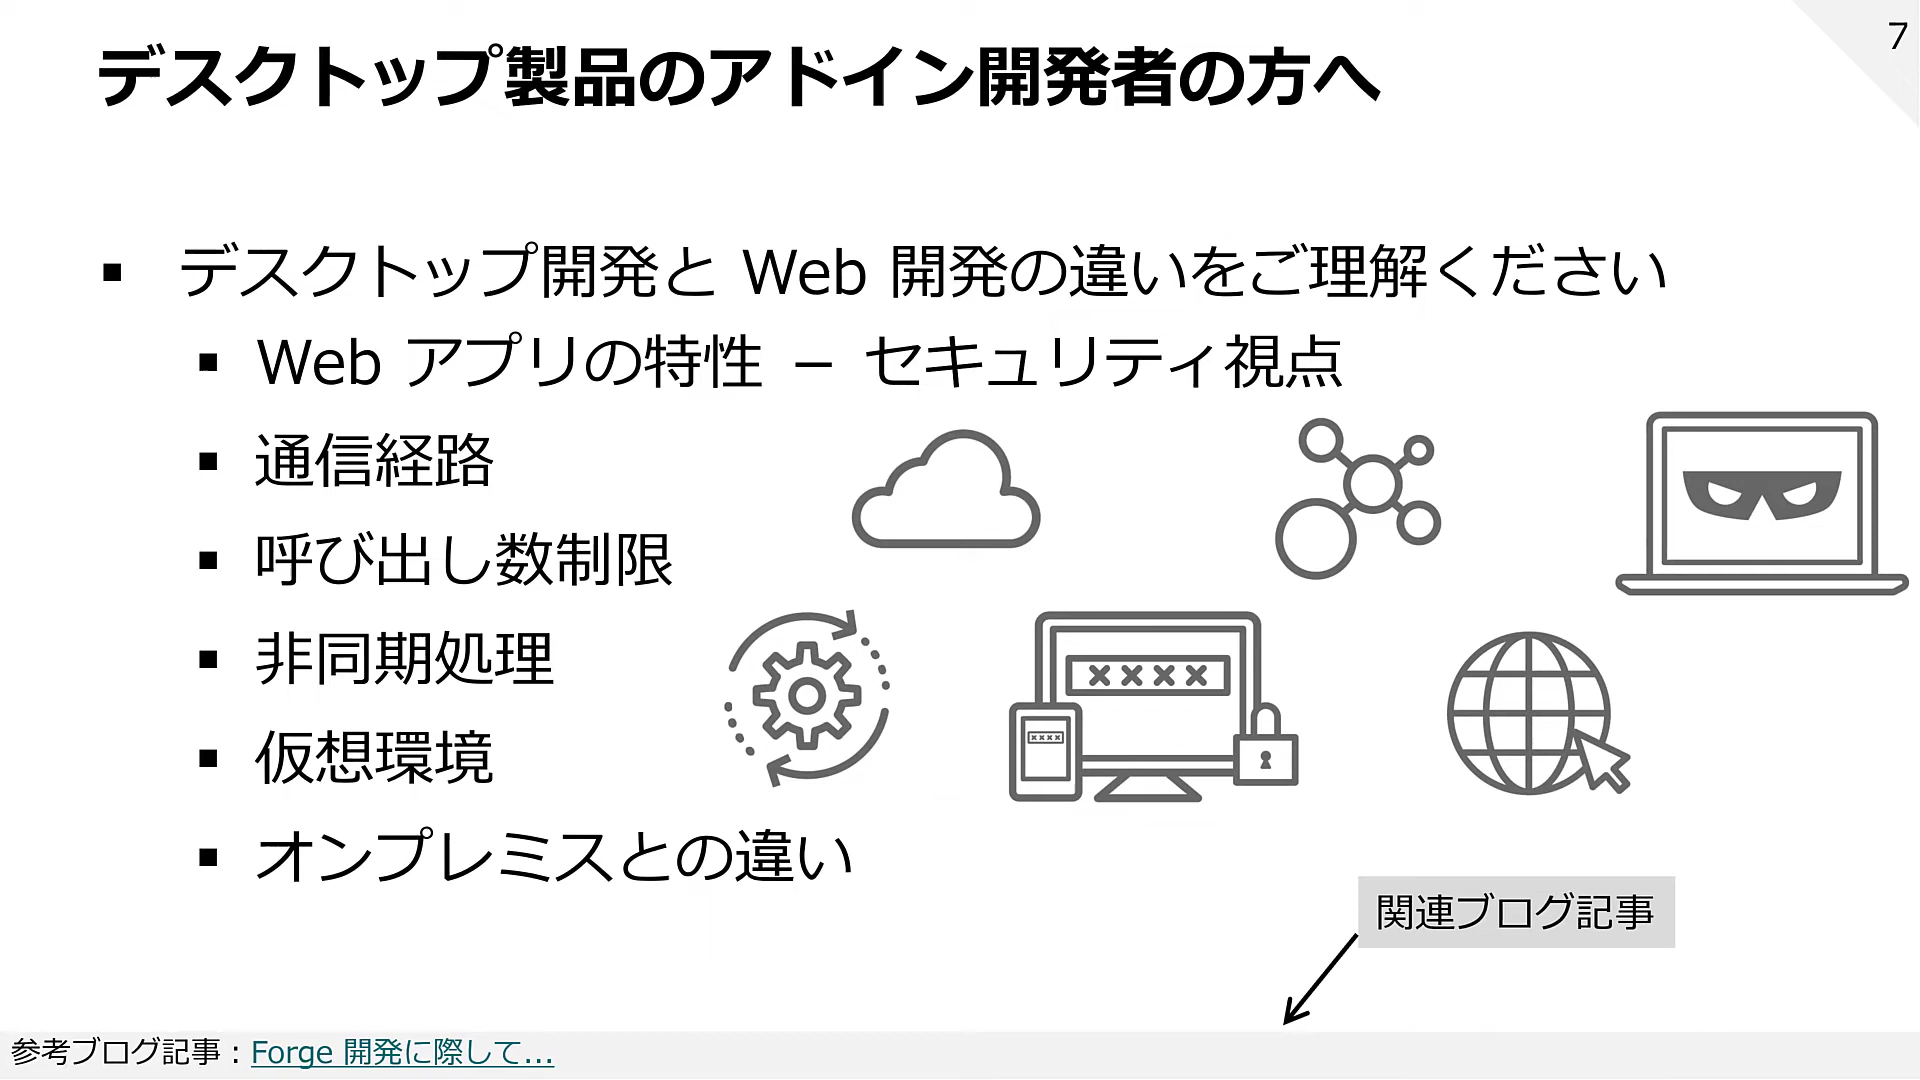 7
デスクトップ製品のアドイン開発者の方へ
▪ デスクトップ開発と Web 開発の違いをご理解ください
▪ Web アプリの特性 － セキュリティ視点
▪ 通信経路
▪ 呼び出し数制限
▪ 非同期処理
▪ 仮想環境
▪ オンプレミスとの違い
××××
××××
関連ブログ記事
参考ブログ記事：Forge 開発に際して...